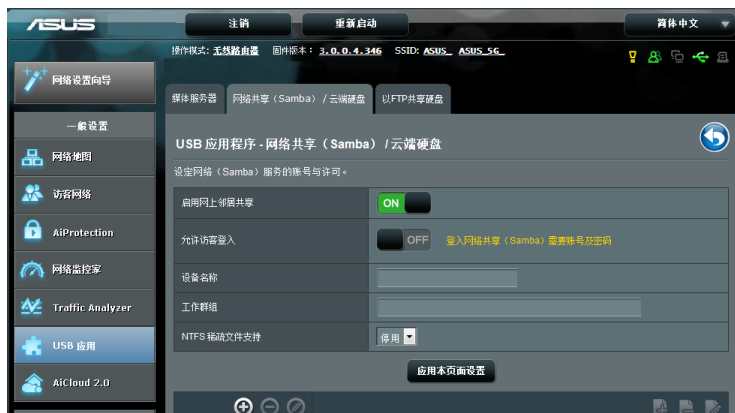 ASUS
注销
重新启动
简体中文
操作模式: 无线路由器 固件版本: 3.0.0.4.346 SSID: ASUS_ ASUS_5G_
网络设置向导
媒体服务器
网络共享（Samba）/云端硬盘
以FTP共享硬盘
一般设置
USB 应用程序 - 网络共享（Samba）/云端硬盘
网络地图
设定网络（Samba）服务的账号与许可。
访客网络
启用网上邻居共享
ON
AiProtection
允许访客登入
OFF
登入网络共享（Samba）需要账号及密码
网络监控家
设备名称
Traffic Analyzer
工作群组
USB 应用
NTFS 稀疏文件支持
停用
AiCloud 2.0
应用本页面设置